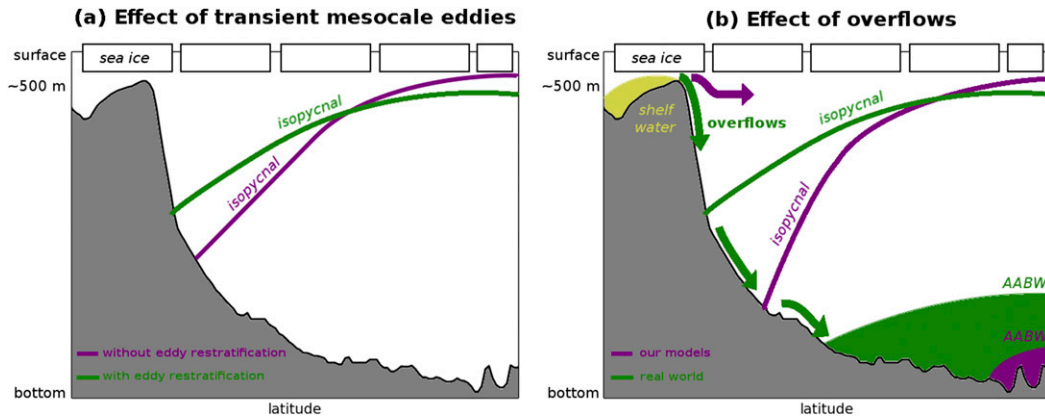 (a) Effect of transient mesocale eddies
surface
~500 m
sea ice
isopycnal
isopycnal
without eddy restratification
with eddy restratification
bottom
latitude
(b) Effect of overflows
surface
~500 m
sea ice
shelf
water
overflows
isopycnal
isopycnal
AABW
AABW
our models
real world
bottom
latitude